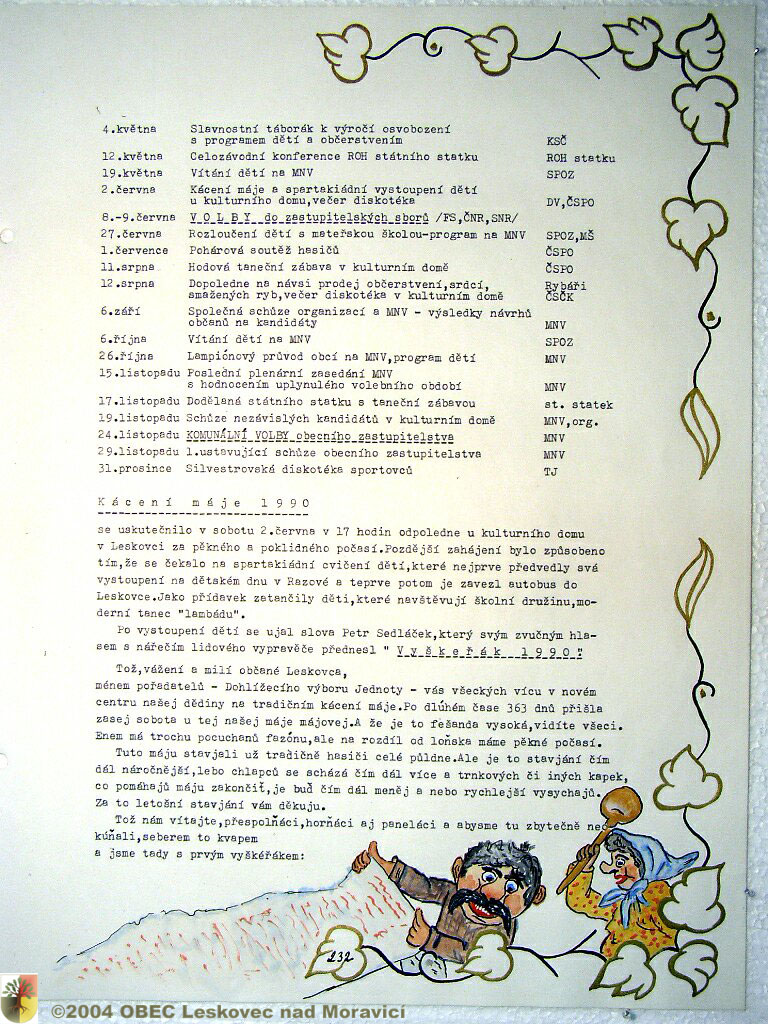 4.května Slavnostní táborák k výročí osvobození
s programem dětí a občerstvením KSČ
12.května Celozávodní konference ROH státního statku ROH statku
19.května Vítání dětí na MNV SPOZ
2.června Kácení máje a spartakiádní vystoupení dětí
u kulturního domu,večer diskotéka DV,ČSPO
8.-9.června V O L B Y do zastupitelských sborů /FS,ČNR,SNR/
27.června Rozloučení dětí s mateřskou školou-program na MNV SPOZ,MŠ
1.července Pohárová soutěž hasičů ČSPO
11.srpna Hodová taneční zábava v kulturním domě ČSPO
12.srpna Dopoledne na návsi prodej občerstvení,srdcí, Rybáři
smažených ryb,večer diskotéka v kulturním domě ČSČK
6.září Společná schůze organizací a MNV - výsledky návrhů
občanů na kandidáty MNV
6.října Vítání dětí na MNV SPOZ
26.října Lampiónový průvod obcí na MNV,program dětí MNV
15.listopadu Poslední plenární zasedání MNV
s hodnocením uplynulého volebního období MNV
17.listopadu Dodělaná státního statku s taneční zábavou st. statek
19.listopadu Schůze nezávislých kandidátů v kulturním domě MNV,org.
24.listopadu KOMUNÁLNÍ VOLBY obecního zastupitelstva MNV
29.listopadu 1.ustavující schůze obecního zastupitelstva MNV
31.prosince Silvestrovská diskotéka sportovců TJ
K á c e n í m á j e 1 9 9 0
se uskutečnilo v sobotu 2.června v 17 hodin odpoledne u kulturního domu
v Leskovci za pěkného a poklidného počasí.Pozdější zahájení bylo způsobeno
tím,že se čekalo na spartakiádní cvičení dětí,které nejprve předvedly svá
vystoupení na dětském dnu v Razové a teprve potom je zavezl autobus do
Leskovce.Jako přídavek zatančily děti,které navštěvují školní družinu,mo-
derní tanec "lambádu".
Po vystoupení dětí se ujal slova Petr Sedláček,který svým zvučným hla-
sem s nářečím lidového vypravěče přednesl " V y š k e ř á k 1 9 9 0 "
Tož,vážení a milí občané Leskovca,
ménem pořadatelů - Dohlížecího výboru Jednoty - vás všeckých vícu v novém
centru našej dědiny na tradičním kácení máje.Po dlúhém čase 363 dnů přišla
zasej sobota u tej našej máje májovej.A že je to fešanda vysoká,vidíte všeci.
Enem má trochu pocuchanú fazónu,ale na rozdíl od loňska máme pěkné počasí.
Tuto máju stavjali už tradičně hasiči celé půldne.Ale je to stavjání čím
dál náročnější,lebo chlapců se schází čím dál více a trnkových či iných kapek,
co pomáhajú máju zakončit,je buď čím dál meněj a nebo rychlejší vysychajú.
Za to letošní stavjání vám děkuju.
Tož nám vítajte,přespolňáci,horňáci aj paneláci a abysme tu zbytečně neč
kúňali,seberem to kvapem
a jsme tady s prvým vyškéřákem:
232
©2004 OBEC Leskovec nad Moravicí